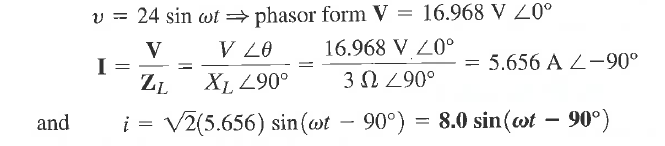 υ = 24 sin ωt ⇒ phasor form V = 16.968 V ∠0°
I = V/Z_L = V ∠θ/X_L ∠90° = 16.968 V ∠0°/3 Ω ∠90° = 5.656 A ∠−90°
and i = √2(5.656) sin(ωt − 90°) = 8.0 sin(ωt − 90°)